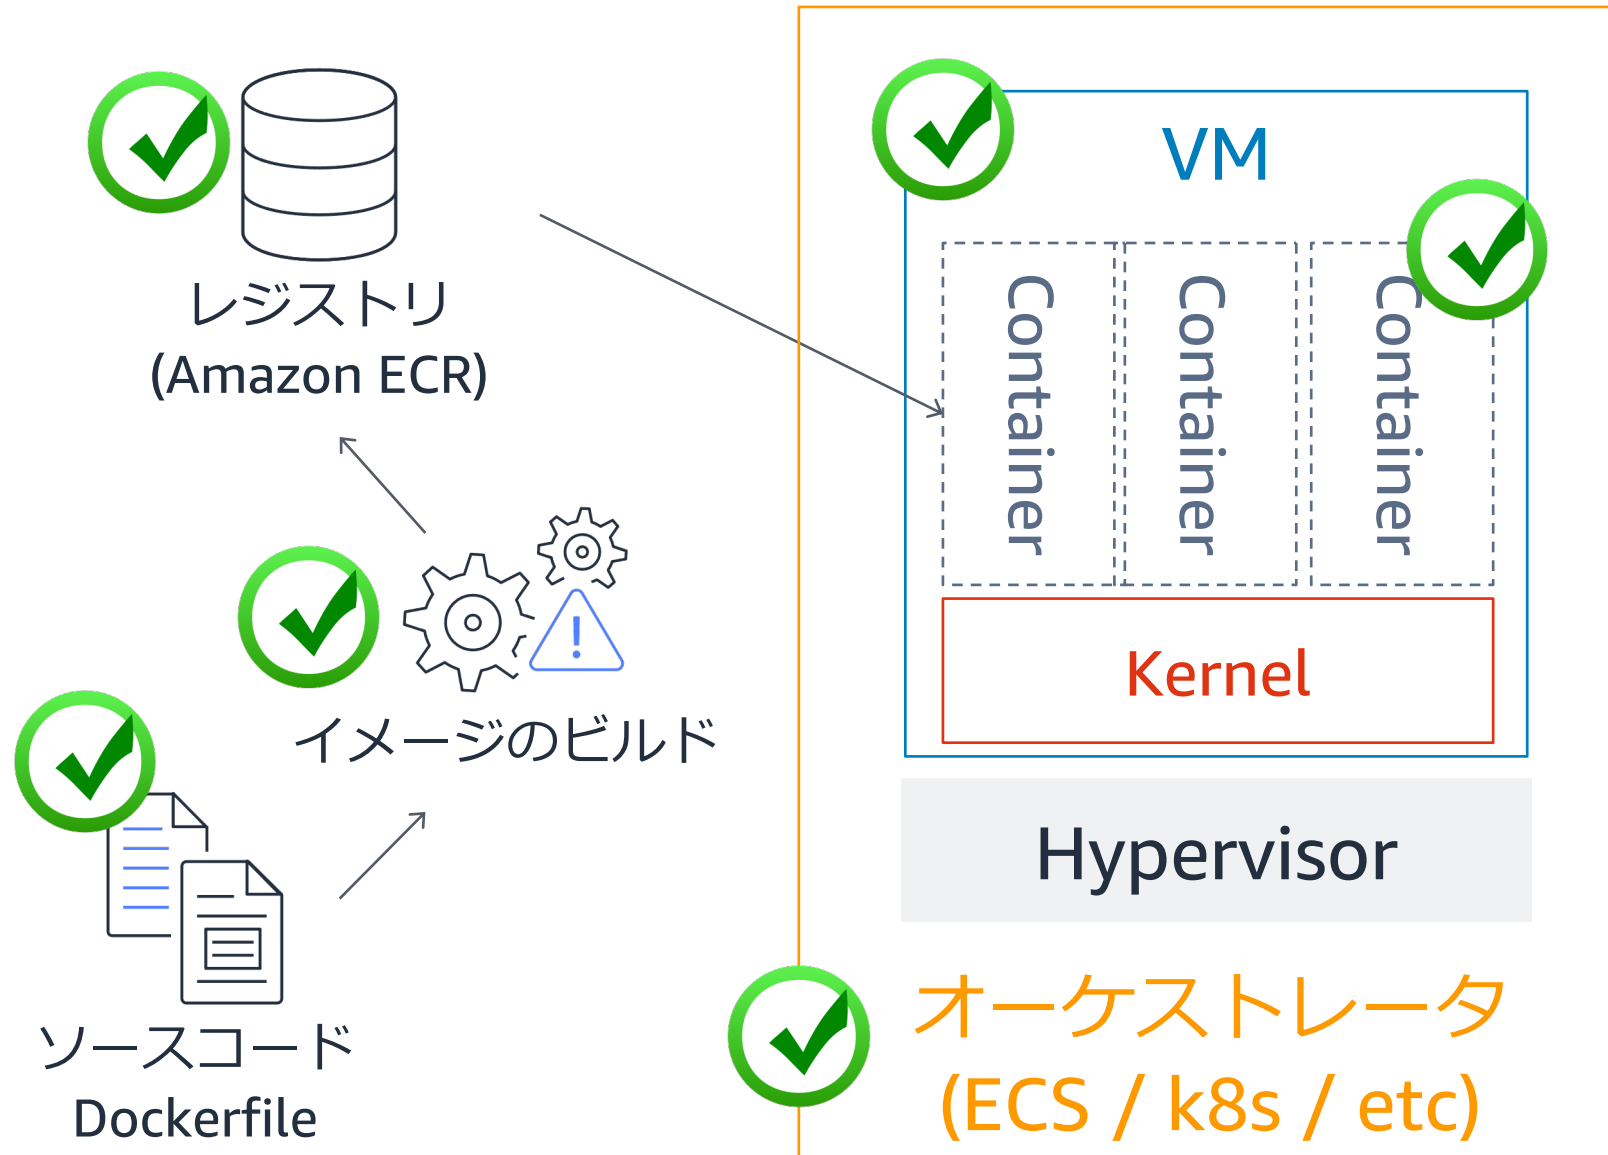 レジストリ
(Amazon ECR)
イメージのビルド
ソースコード
Dockerfile
VM
Container
Container
Container
Kernel
Hypervisor
オーケストレータ
(ECS / k8s / etc)